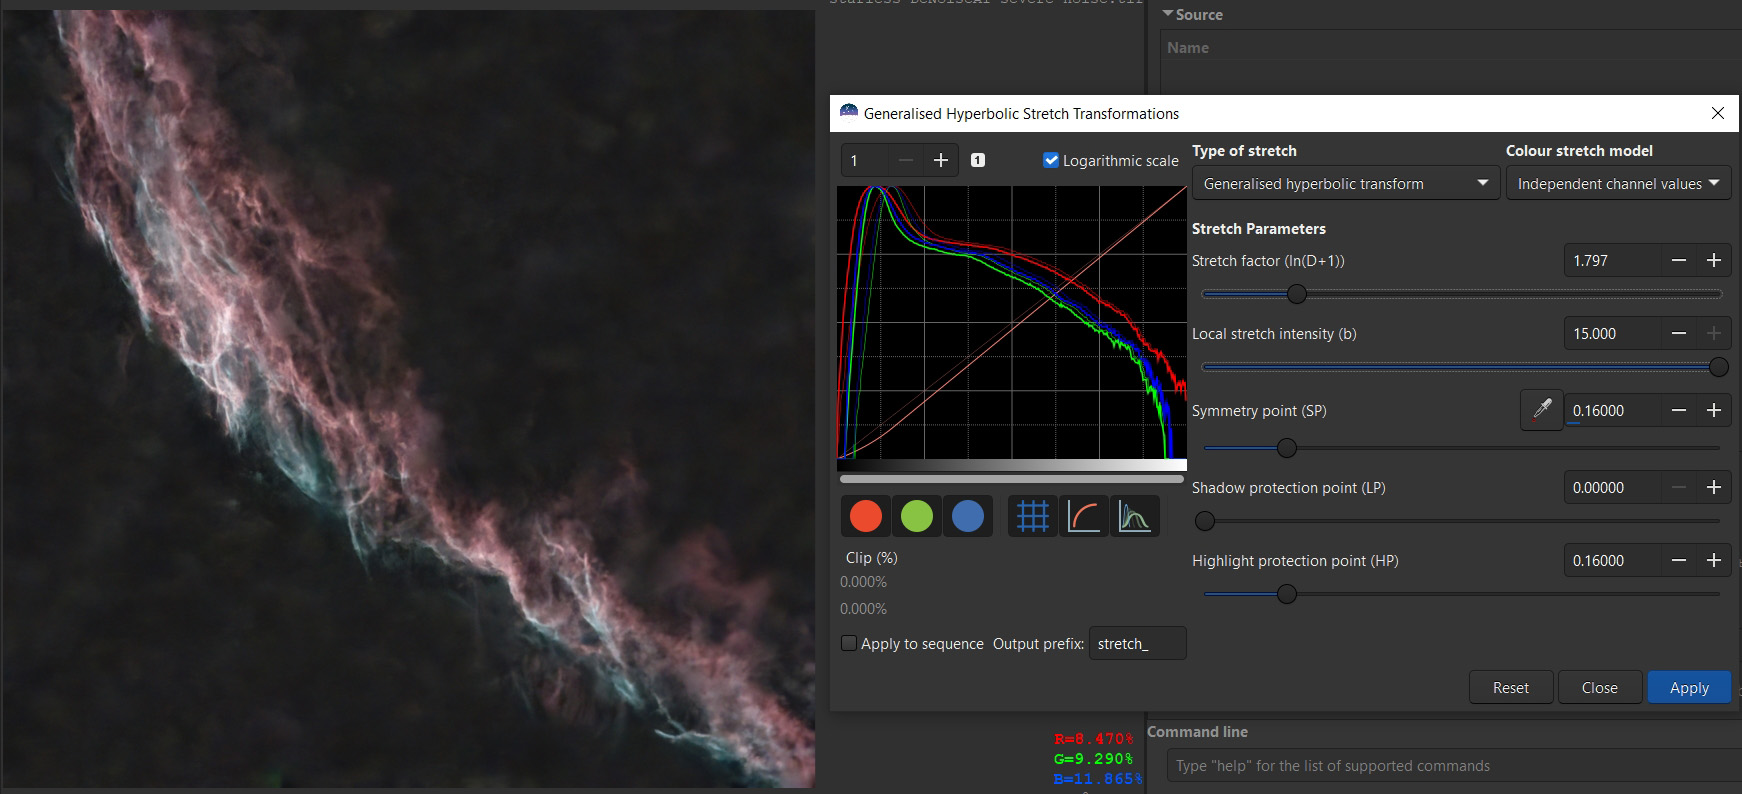 Source
Name
Generalised Hyperbolic Stretch Transformations
1
1
Logarithmic scale
Type of stretch
Colour stretch model
Generalised hyperbolic transform
Independent channel values
Stretch Parameters
Stretch factor (ln(D+1))
1.797
Local stretch intensity (b)
15.000
Symmetry point (SP)
0.16000
Shadow protection point (LP)
0.00000
Highlight protection point (HP)
0.16000
Clip (%)
0.000%
0.000%
Apply to sequence
Output prefix:
stretch_
Reset
Close
Apply
R=8.470%
G=9.290%
B=11.865%
Command line
Type "help" for the list of supported commands